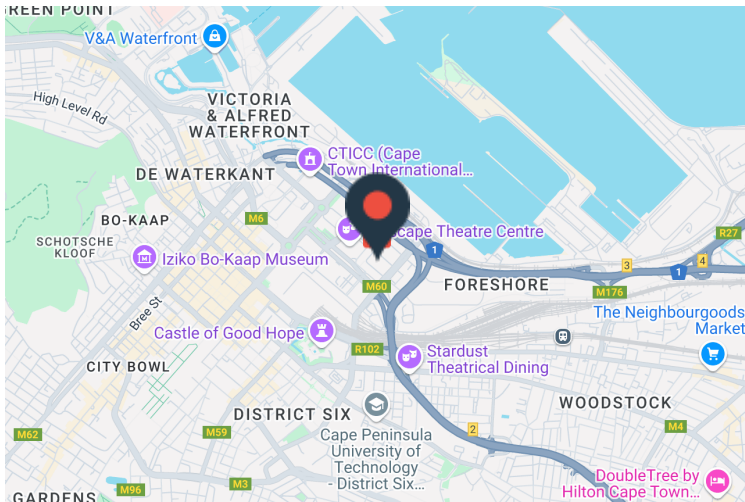 GREEN POINT
V&A Waterfront
High Level Rd
VICTORIA
& ALFRED
WATERFRONT
CTICC (Cape
Town International...
DE WATERKANT
BO-KAAP
M6
SCHOTSCHE
KLOOF
scape Theatre Centre
R27
Iziko Bo-Kaap Museum
1
3
4
1
M60
FORESHORE
M176
Bree St
The Neighbourgoods
Market
Castle of Good Hope
R102
Stardust
Theatrical Dining
CITY BOWL
DISTRICT SIX
WOODSTOCK
M62
M59
Cape Peninsula
University of
Technology
- District Six...
2
M4
M96
M3
DoubleTree by
Hilton Cape Town...
GARDENS